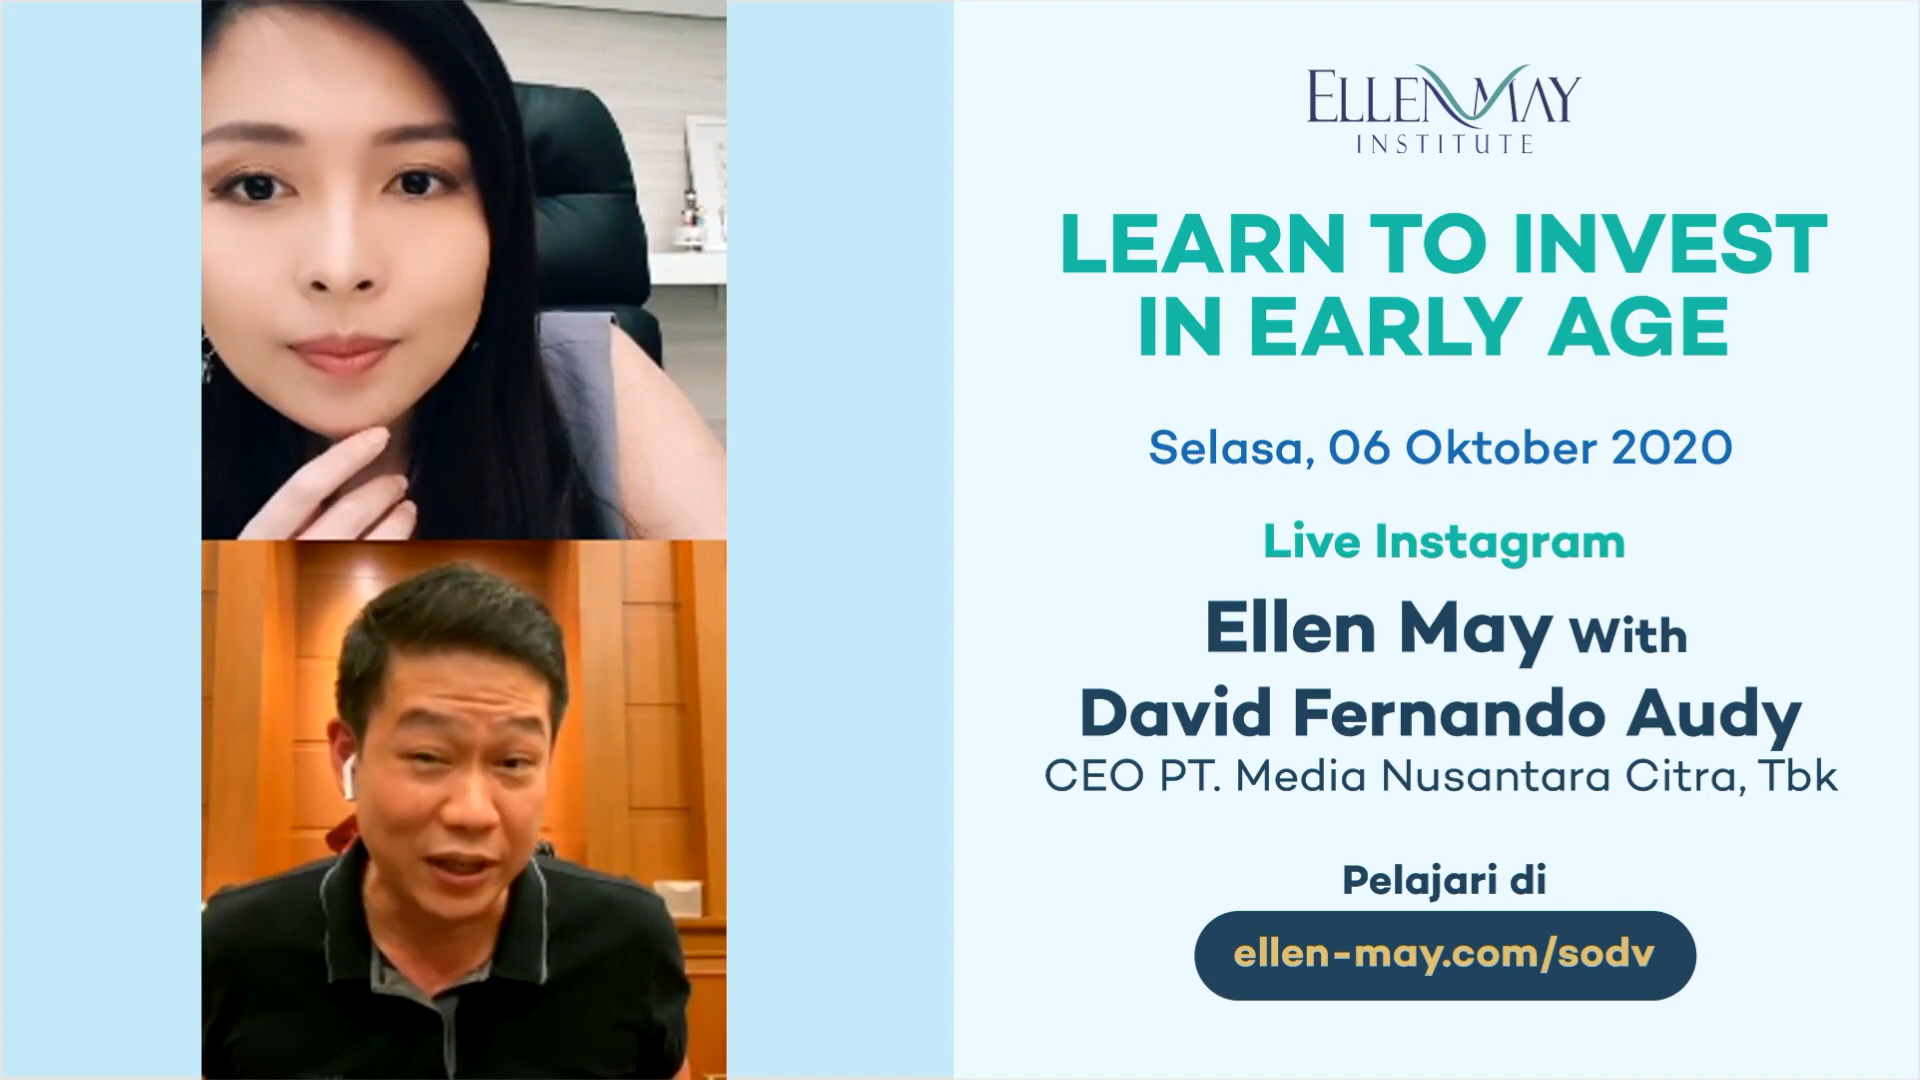 ELLEN MAY
INSTITUTE
LEARN TO INVEST
IN EARLY AGE
Selasa, 06 Oktober 2020
Live Instagram
Ellen May With
David Fernando Audy
CEO PT. Media Nusantara Citra, Tbk
Pelajari di
ellen-may.com/sodv